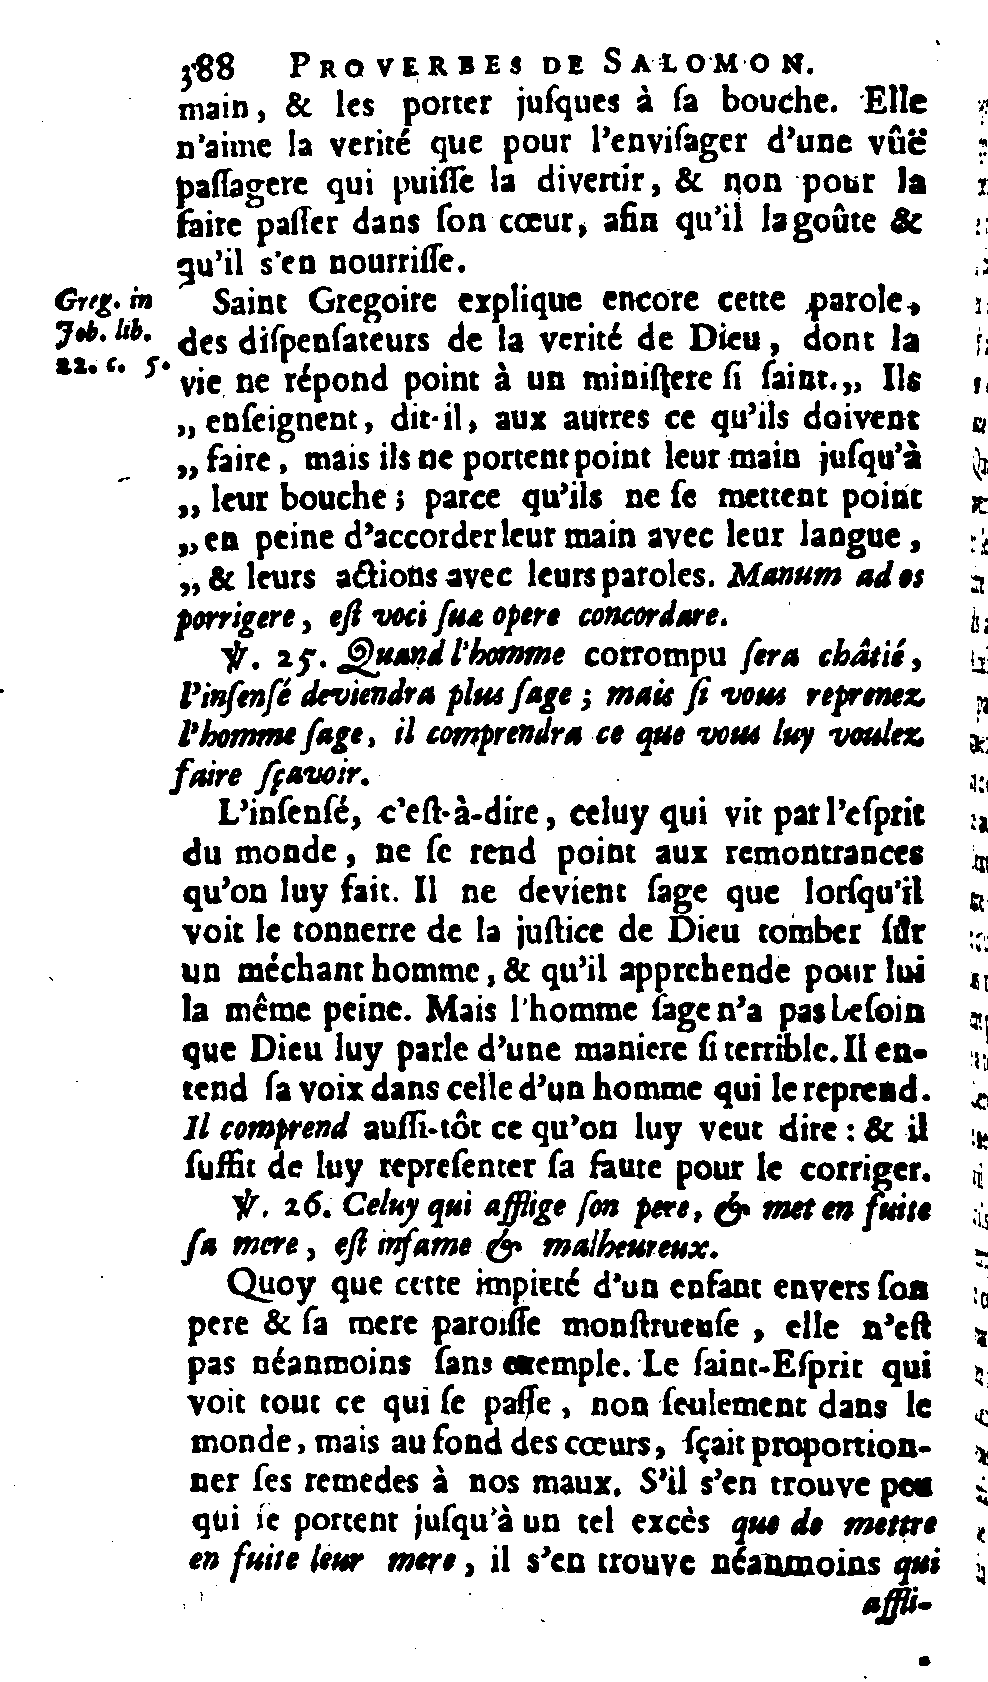 388 PROVERBES DE SALOMON.
main, & les porter juſques à ſa bouche. Elle
n'aime la verité que pour l'enviſager d'une vûë
paſſagere qui puiſſe la divertir, & non pour la
faire paſſer dans ſon cœur, afin qu'il la goûte &
qu'il s'en nourriſſe.
Greg. in
Job. lib.
22. c. 5.
Saint Gregoire explique encore cette parole,
des diſpenſateurs de la verité de Dieu, dont la
vie ne répond point à un miniſtere ſi ſaint.,, Ils
,, enſeignent, dit-il, aux autres ce qu'ils doivent
,, faire, mais ils ne portent point leur main juſqu'à
,, leur bouche; parce qu'ils ne ſe mettent point
,, en peine d'accorder leur main avec leur langue,
,, & leurs actions avec leurs paroles. Manum ad os
porrigere, eſt voci ſuæ opere concordare.
℣. 25. Quand l'homme corrompu ſera châtié,
l'inſenſé deviendra plus ſage; mais ſi vous reprenez
l'homme ſage, il comprendra ce que vous luy voulez
faire ſçavoir.
L'inſenſé, c'eſt-à-dire, celuy qui vit par l'eſprit
du monde, ne ſe rend point aux remontrances
qu'on luy fait. Il ne devient ſage que lorſqu'il
voit le tonnerre de la juſtice de Dieu tomber ſur
un méchant homme, & qu'il apprehende pour lui
la même peine. Mais l'homme ſage n'a pas beſoin
que Dieu luy parle d'une maniere ſi terrible. Il en-
tend ſa voix dans celle d'un homme qui le reprend.
Il comprend auſſi-tôt ce qu'on luy veut dire: & il
ſuffit de luy repreſenter ſa faute pour le corriger.
℣. 26. Celuy qui afflige ſon pere, & met en fuite
ſa mere, eſt infame & malheureux.
Quoy que cette impieté d'un enfant envers ſon
pere & ſa mere paroiſſe monſtrueuſe, elle n'eſt
pas néanmoins ſans exemple. Le ſaint-Eſprit qui
voit tout ce qui ſe paſſe, non ſeulement dans le
monde, mais au fond des cœurs, ſçait proportion-
ner ſes remedes à nos maux. S'il s'en trouve peu
qui ſe portent juſqu'à un tel excès que de mettre
en fuite leur mere, il s'en trouve néanmoins qui
affli-